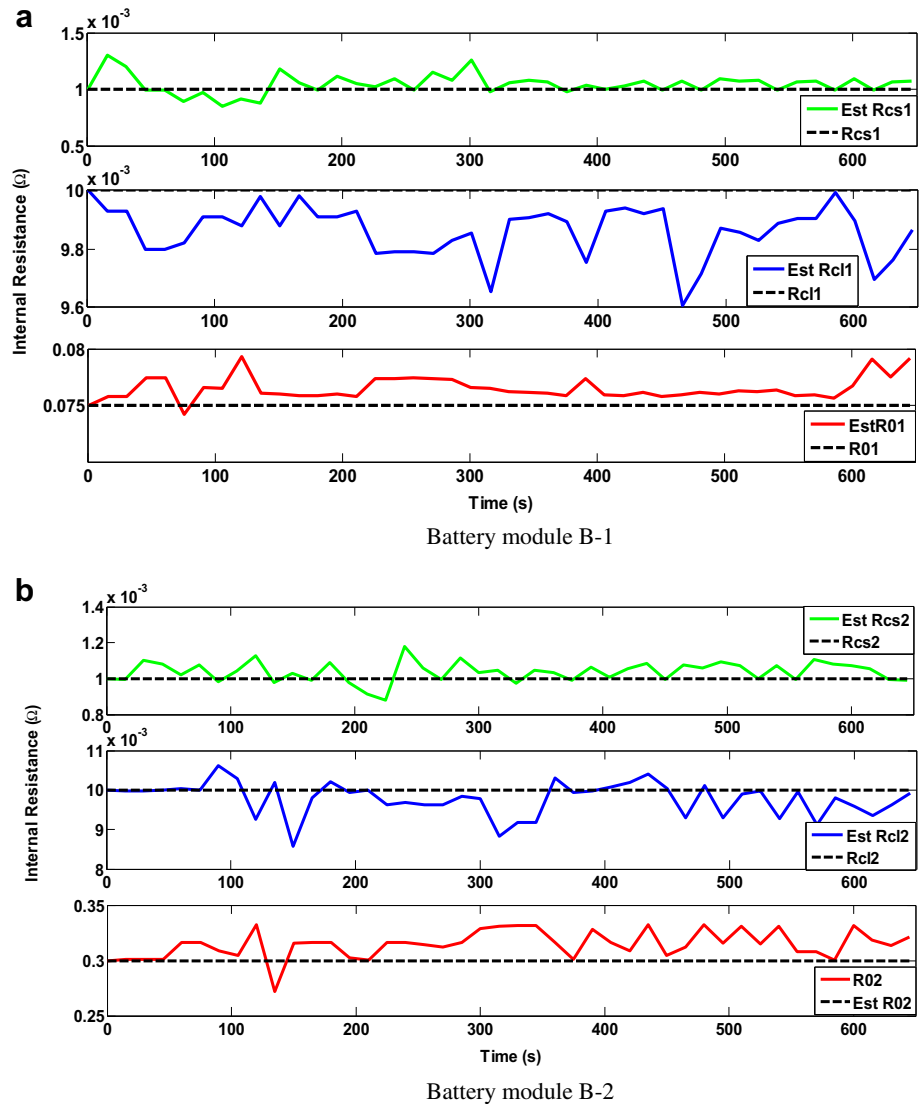 a
x 10⁻³
1.5
1
0.5
0 100 200 300 400 500 600
Est Rcs1
Rcs1
x 10⁻³
10
9.8
9.6
0 100 200 300 400 500 600
Est Rcl1
Rcl1
Internal Resistance (Ω)
0.08
0.075
0 100 200 300 400 500 600
EstR01
R01
Time (s)
Battery module B-1
b
x 10⁻³
1.4
1.2
1
0.8
0 100 200 300 400 500 600
Est Rcs2
Rcs2
x 10⁻³
11
10
9
8
0 100 200 300 400 500 600
Est Rcl2
Rcl2
Internal Resistance (Ω)
0.35
0.3
0.25
0 100 200 300 400 500 600
R02
Est R02
Time (s)
Battery module B-2